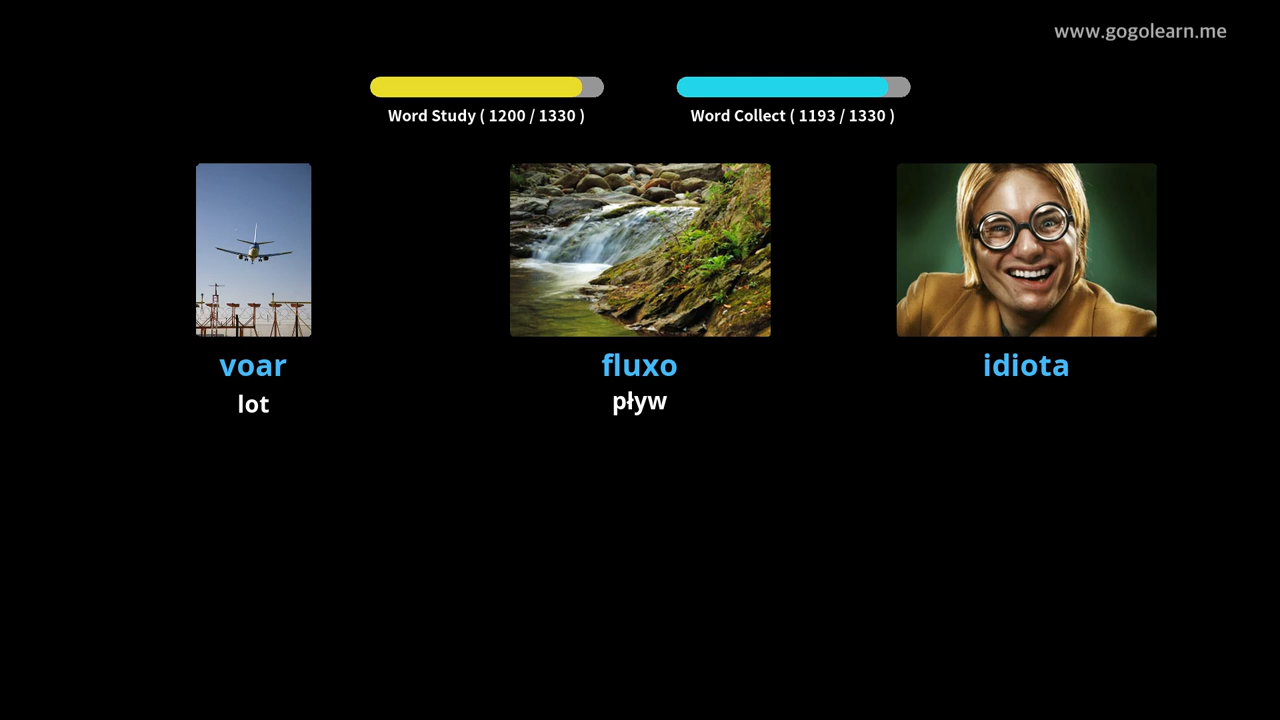 www.gogolearn.me
Word Study ( 1200 / 1330 )
Word Collect ( 1193 / 1330 )
voar
fluxo
idiota
lot
pływ